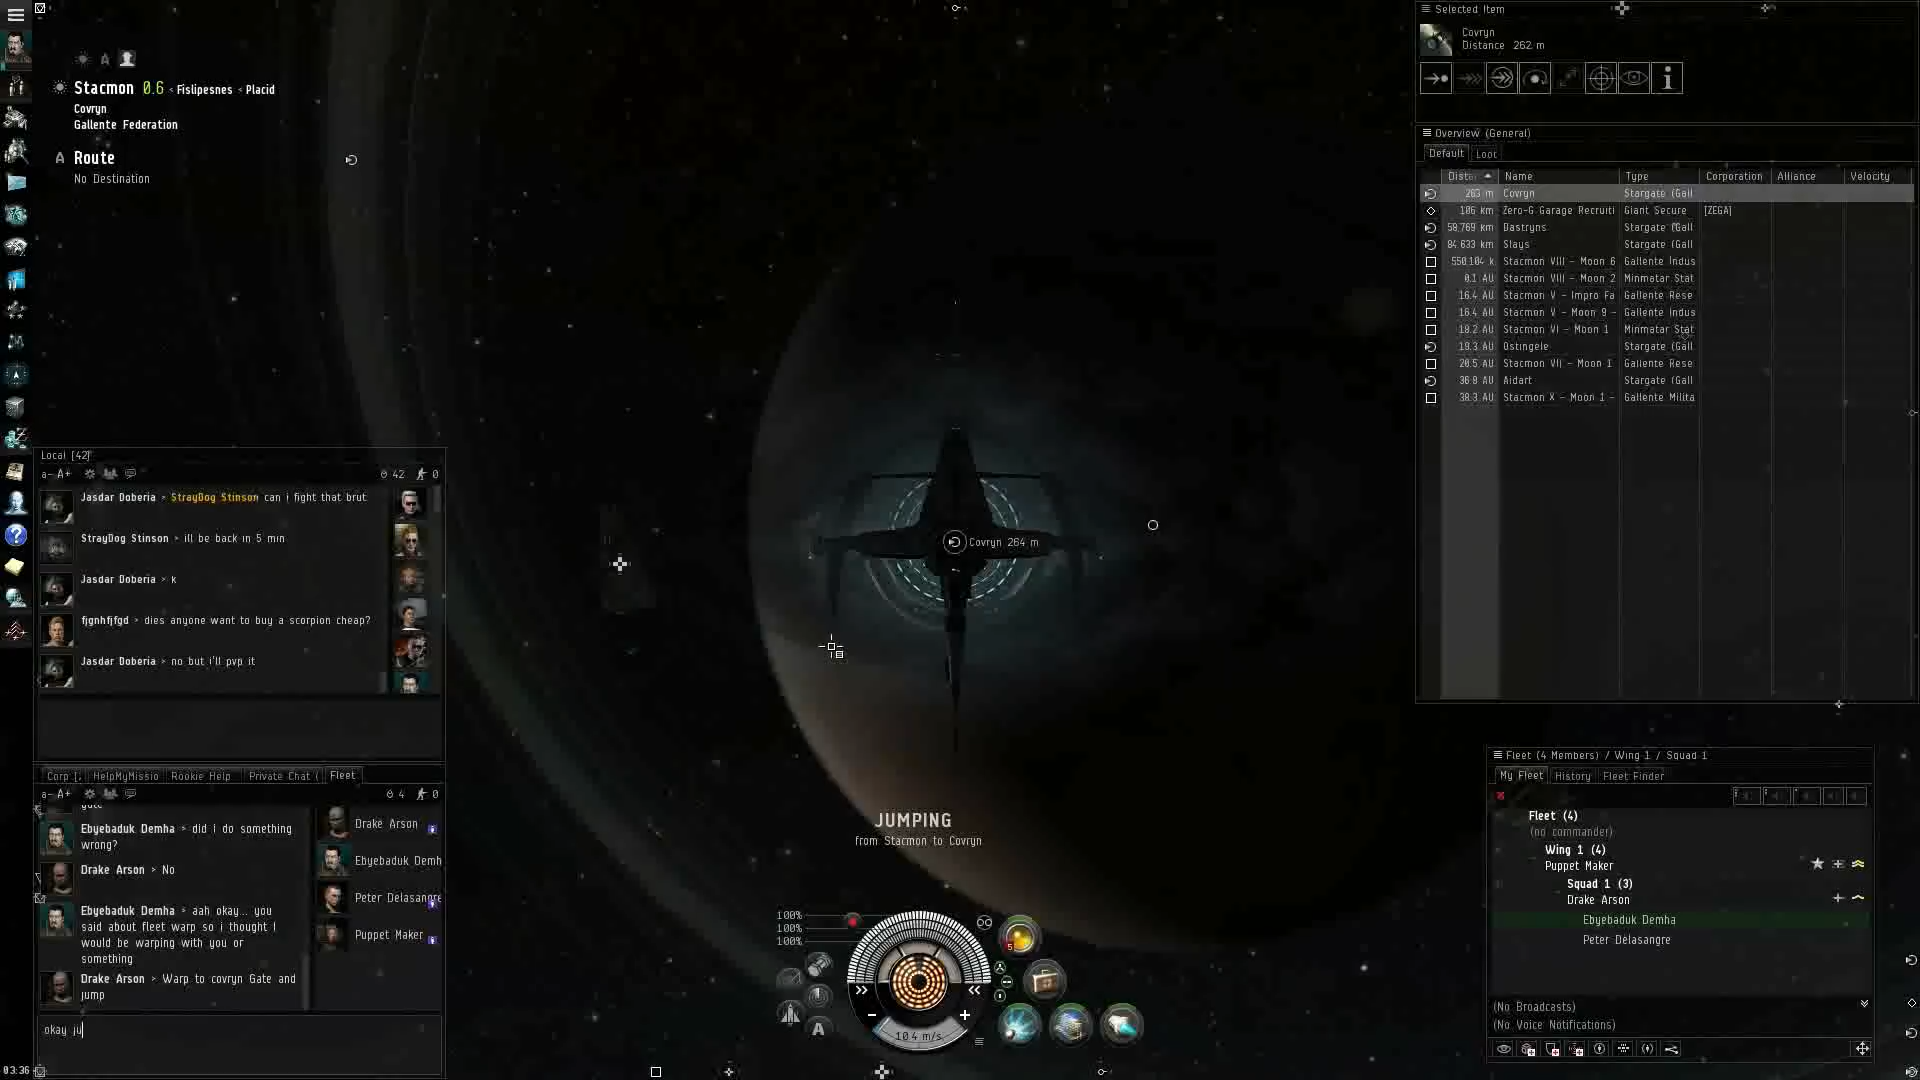 Stacmon 0.6 < Fislipesnes < Placid
Covryn
Gallente Federation
A Route
No Destination
Selected Item
Covryn
Distance 262 m
Overview (General)
Default Loot
Name Type Corporation Alliance Velocity
263 m Covryn Stargate (Gall
106 km Zero-G Garage Recruiti Giant Secure [ZEGA]
58,769 km Dastryns Stargate (Gall
84,633 km Slays Stargate (Gall
550,104 k Stacmon VIII - Moon 6 Gallente Indus
0.1 AU Stacmon VIII - Moon 2 Minmatar Stat
16.4 AU Stacmon V - Impro Fa Gallente Rese
16.4 AU Stacmon V - Moon 9 - Gallente Indus
18.2 AU Stacmon VI - Moon 1 Minmatar Stat
19.3 AU Ostingele Stargate (Gall
20.5 AU Stacmon VII - Moon 1 Gallente Rese
36.8 AU Aidart Stargate (Gall
38.3 AU Stacmon X - Moon 1 - Gallente Milita
Local [42]
a- A+ 42 0
Jasdar Doberia > StrayDog Stinson can i fight that brut
StrayDog Stinson > ill be back in 5 min
Jasdar Doberia > k
fjgnhfjfgd > dies anyone want to buy a scorpion cheap?
Jasdar Doberia > no but i'll pvp it
Covryn 264 m
JUMPING
from Stacmon to Covryn
100%
100%
100%
5
A
10.4 m/s
Corp [. HelpMyMissio Rookie Help Private Chat ( Fleet
a- A+ 4 0
Ebyebaduk Demha > did i do something
wrong?
Drake Arson > No
Ebyebaduk Demha > aah okay... you
said about fleet warp so i thought I
would be warping with you or
something
Drake Arson > Warp to covryn Gate and
jump
Drake Arson
Ebyebaduk Demh
Peter Delasangre
Puppet Maker
okay ju
Fleet (4 Members) / Wing 1 / Squad 1
My Fleet History Fleet Finder
Fleet (4)
(no commander)
Wing 1 (4)
Puppet Maker
Squad 1 (3)
Drake Arson
Ebyebaduk Demha
Peter Delasangre
(No Broadcasts)
(No Voice Notifications)
03:36